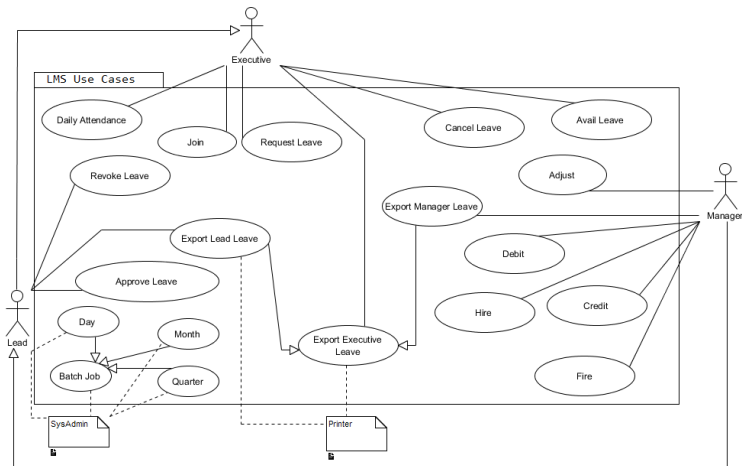 Executive
LMS Use Cases
Daily Attendance
Join
Request Leave
Cancel Leave
Avail Leave
Revoke Leave
Adjust
Export Manager Leave
Manager
Export Lead Leave
Debit
Approve Leave
Hire
Credit
Day
Month
Lead
Export Executive
Leave
Batch Job
Quarter
Fire
SysAdmin
Printer